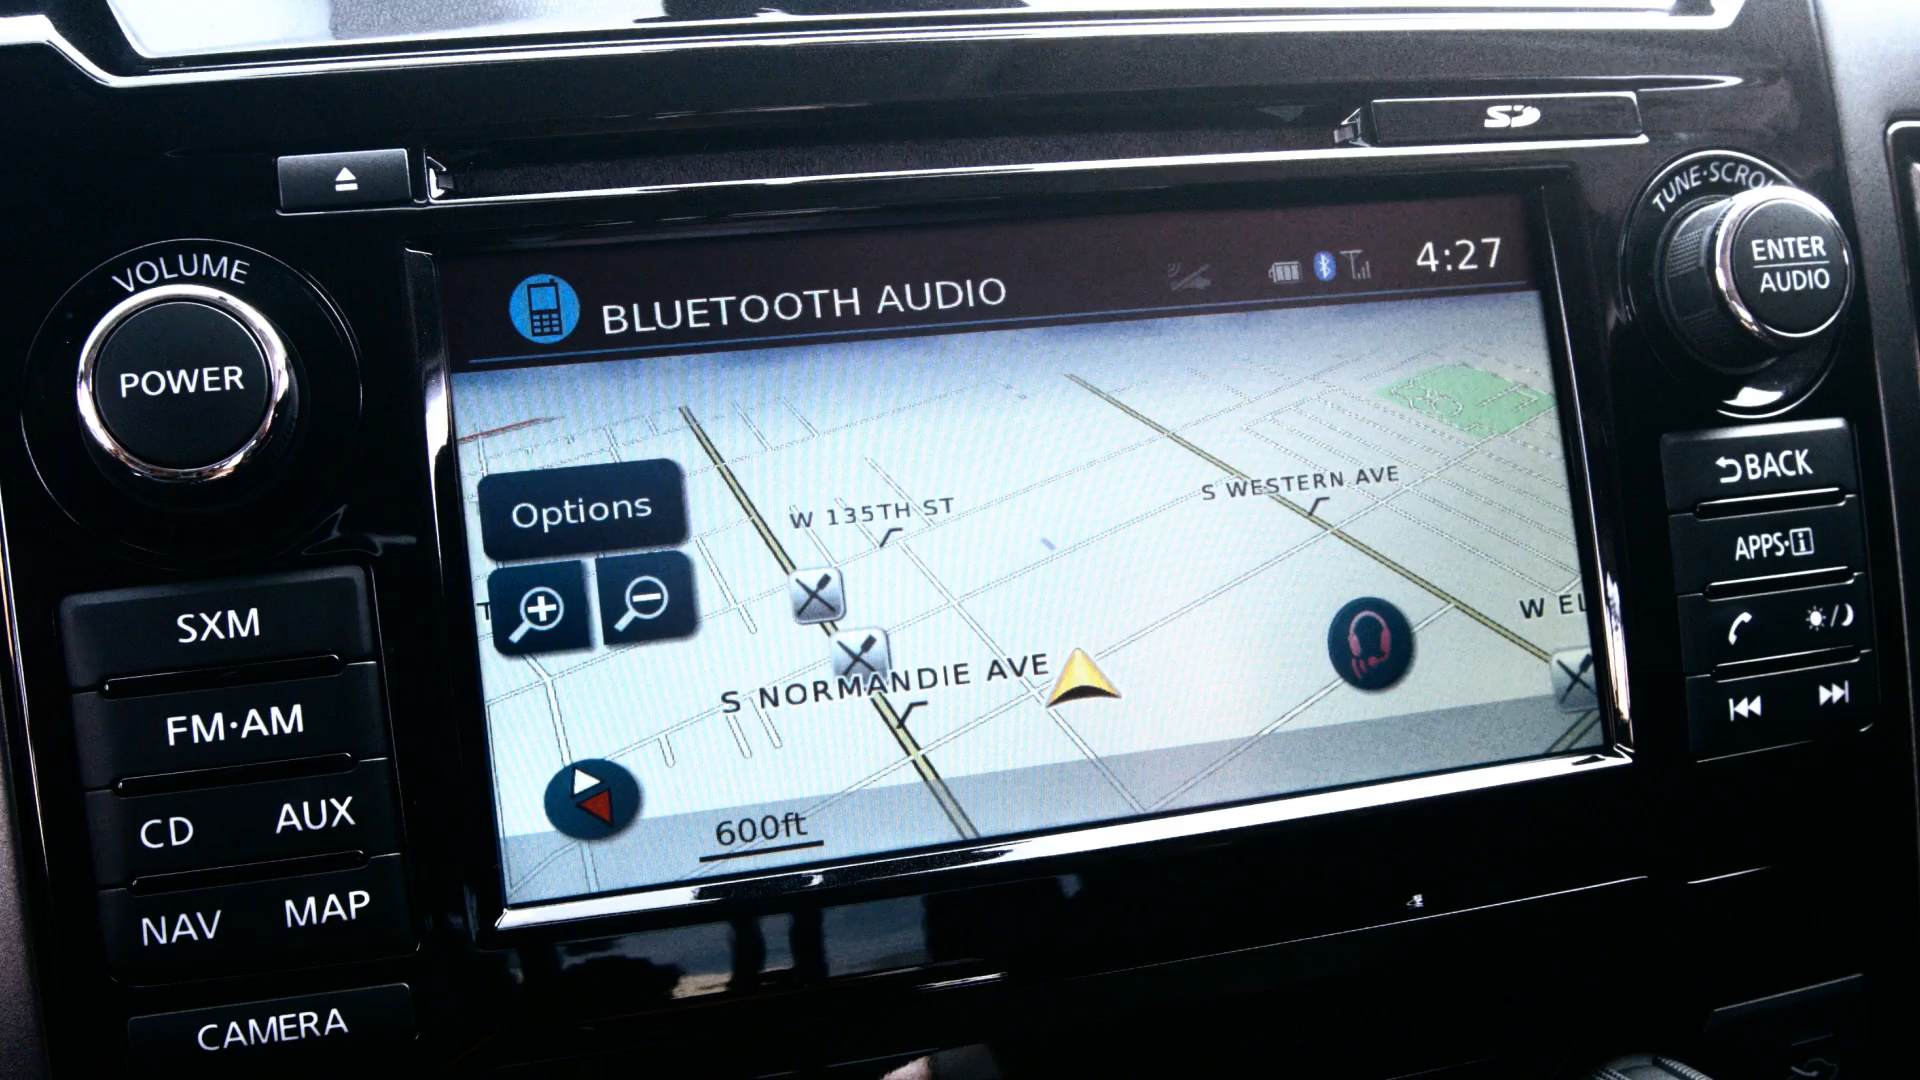 SD
TUNE·SCROLL
VOLUME
POWER
ENTER
AUDIO
BLUETOOTH AUDIO
4:27
Options
W 135TH ST
S WESTERN AVE
S NORMANDIE AVE
W EL
600ft
BACK
APPS·i
SXM
FM·AM
CD AUX
NAV MAP
CAMERA